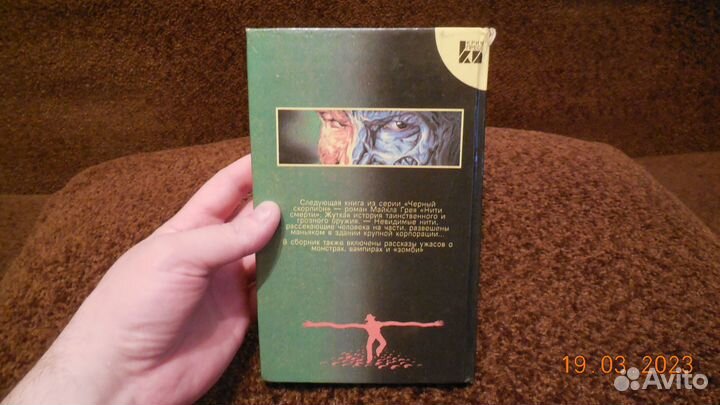 Следующая книга из серии «Черный
скорпион» — роман Майкла Грея «Нити
смерти». Жуткая история таинственного и
грозного оружия. — Невидимые нити,
рассекающие человека на части, развешены
маньяком в здании крупной корпорации...
В сборник также включены рассказы ужасов о
монстрах, вампирах и «зомби»
19.03.2023
Avito